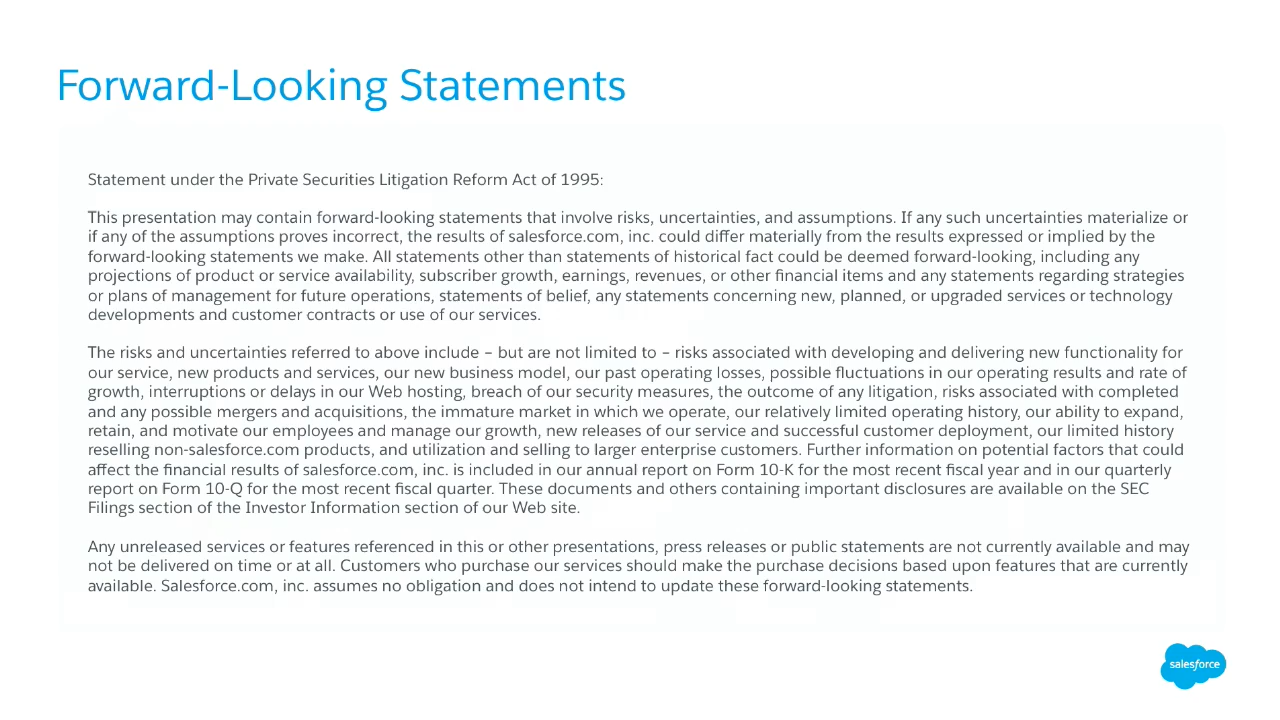 Forward-Looking Statements
Statement under the Private Securities Litigation Reform Act of 1995:
This presentation may contain forward-looking statements that involve risks, uncertainties, and assumptions. If any such uncertainties materialize or
if any of the assumptions proves incorrect, the results of salesforce.com, inc. could differ materially from the results expressed or implied by the
forward-looking statements we make. All statements other than statements of historical fact could be deemed forward-looking, including any
projections of product or service availability, subscriber growth, earnings, revenues, or other financial items and any statements regarding strategies
or plans of management for future operations, statements of belief, any statements concerning new, planned, or upgraded services or technology
developments and customer contracts or use of our services.
The risks and uncertainties referred to above include – but are not limited to – risks associated with developing and delivering new functionality for
our service, new products and services, our new business model, our past operating losses, possible fluctuations in our operating results and rate of
growth, interruptions or delays in our Web hosting, breach of our security measures, the outcome of any litigation, risks associated with completed
and any possible mergers and acquisitions, the immature market in which we operate, our relatively limited operating history, our ability to expand,
retain, and motivate our employees and manage our growth, new releases of our service and successful customer deployment, our limited history
reselling non-salesforce.com products, and utilization and selling to larger enterprise customers. Further information on potential factors that could
affect the financial results of salesforce.com, inc. is included in our annual report on Form 10-K for the most recent fiscal year and in our quarterly
report on Form 10-Q for the most recent fiscal quarter. These documents and others containing important disclosures are available on the SEC
Filings section of the Investor Information section of our Web site.
Any unreleased services or features referenced in this or other presentations, press releases or public statements are not currently available and may
not be delivered on time or at all. Customers who purchase our services should make the purchase decisions based upon features that are currently
available. Salesforce.com, inc. assumes no obligation and does not intend to update these forward-looking statements.
salesforce